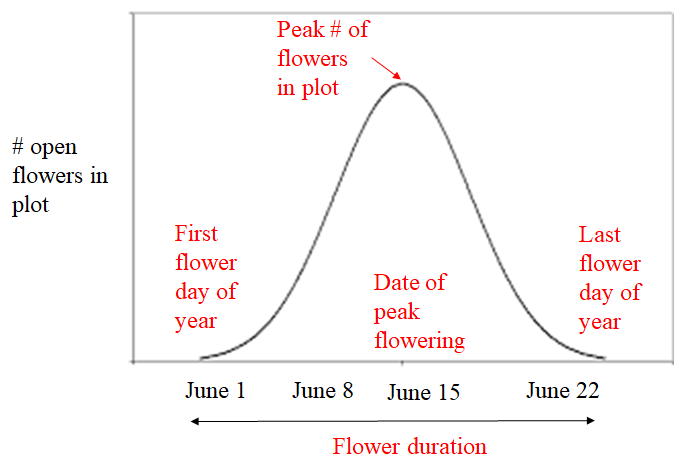 Peak # of
flowers
in plot
# open
flowers in
plot
First
flower
day of
year
Date of
peak
flowering
Last
flower
day of
year
June 1
June 8
June 15
June 22
Flower duration